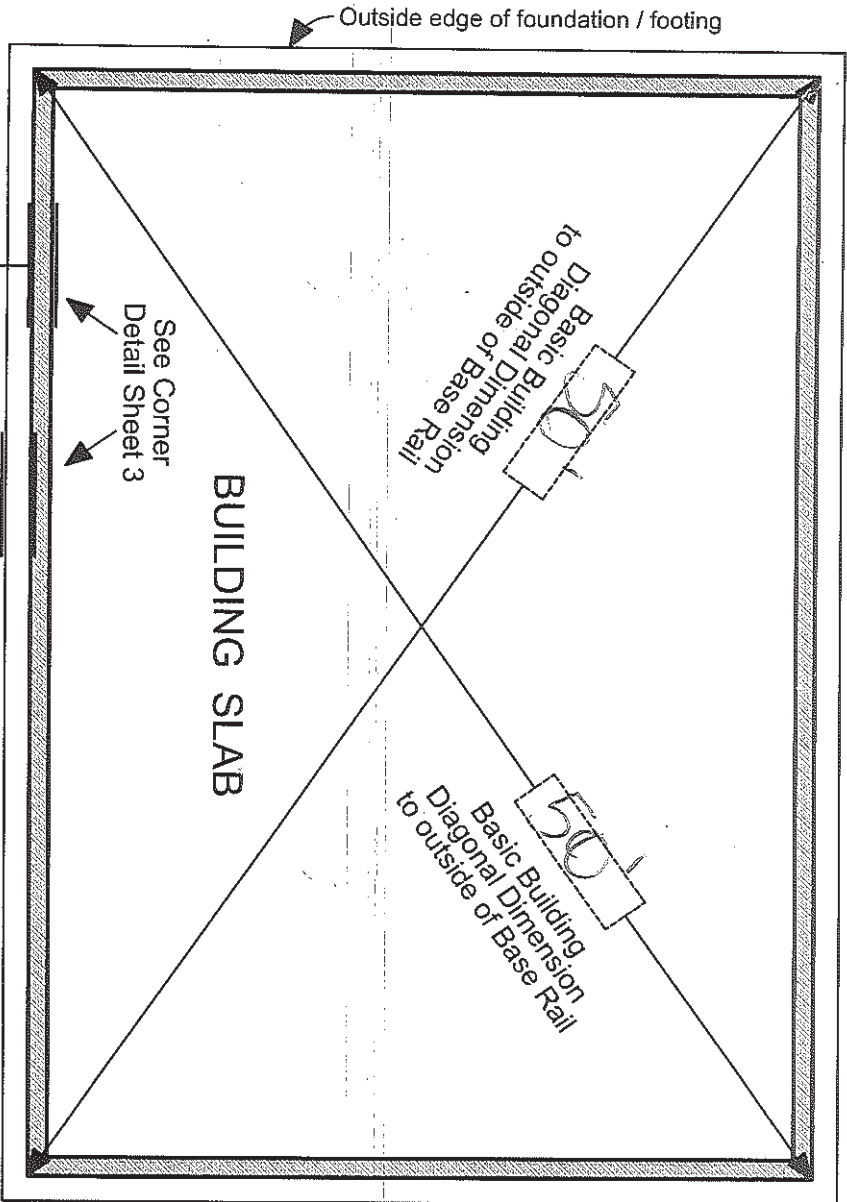 Outside edge of foundation / footing
Basic Building
Diagonal Dimension
to outside of Base Rail
50'
50'
Basic Building
Diagonal Dimension
to outside of Base Rail
See Corner
Detail Sheet 3
BUILDING SLAB